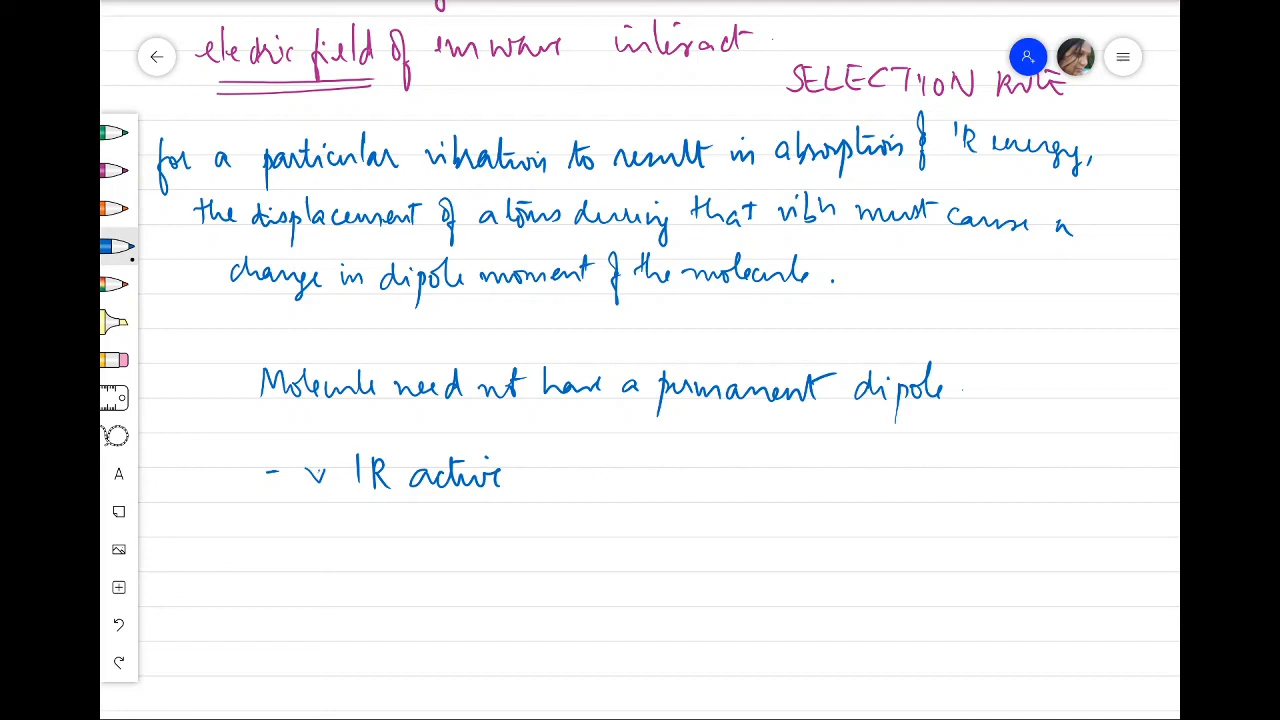 electric field of em wave interact
SELECTION RULE
for a particular vibration to result in absorption of IR energy,
the displacement of atoms during that vibn must cause a
change in dipole moment of the molecule.
Molecule need not have a permanent dipole
- v IR active
A